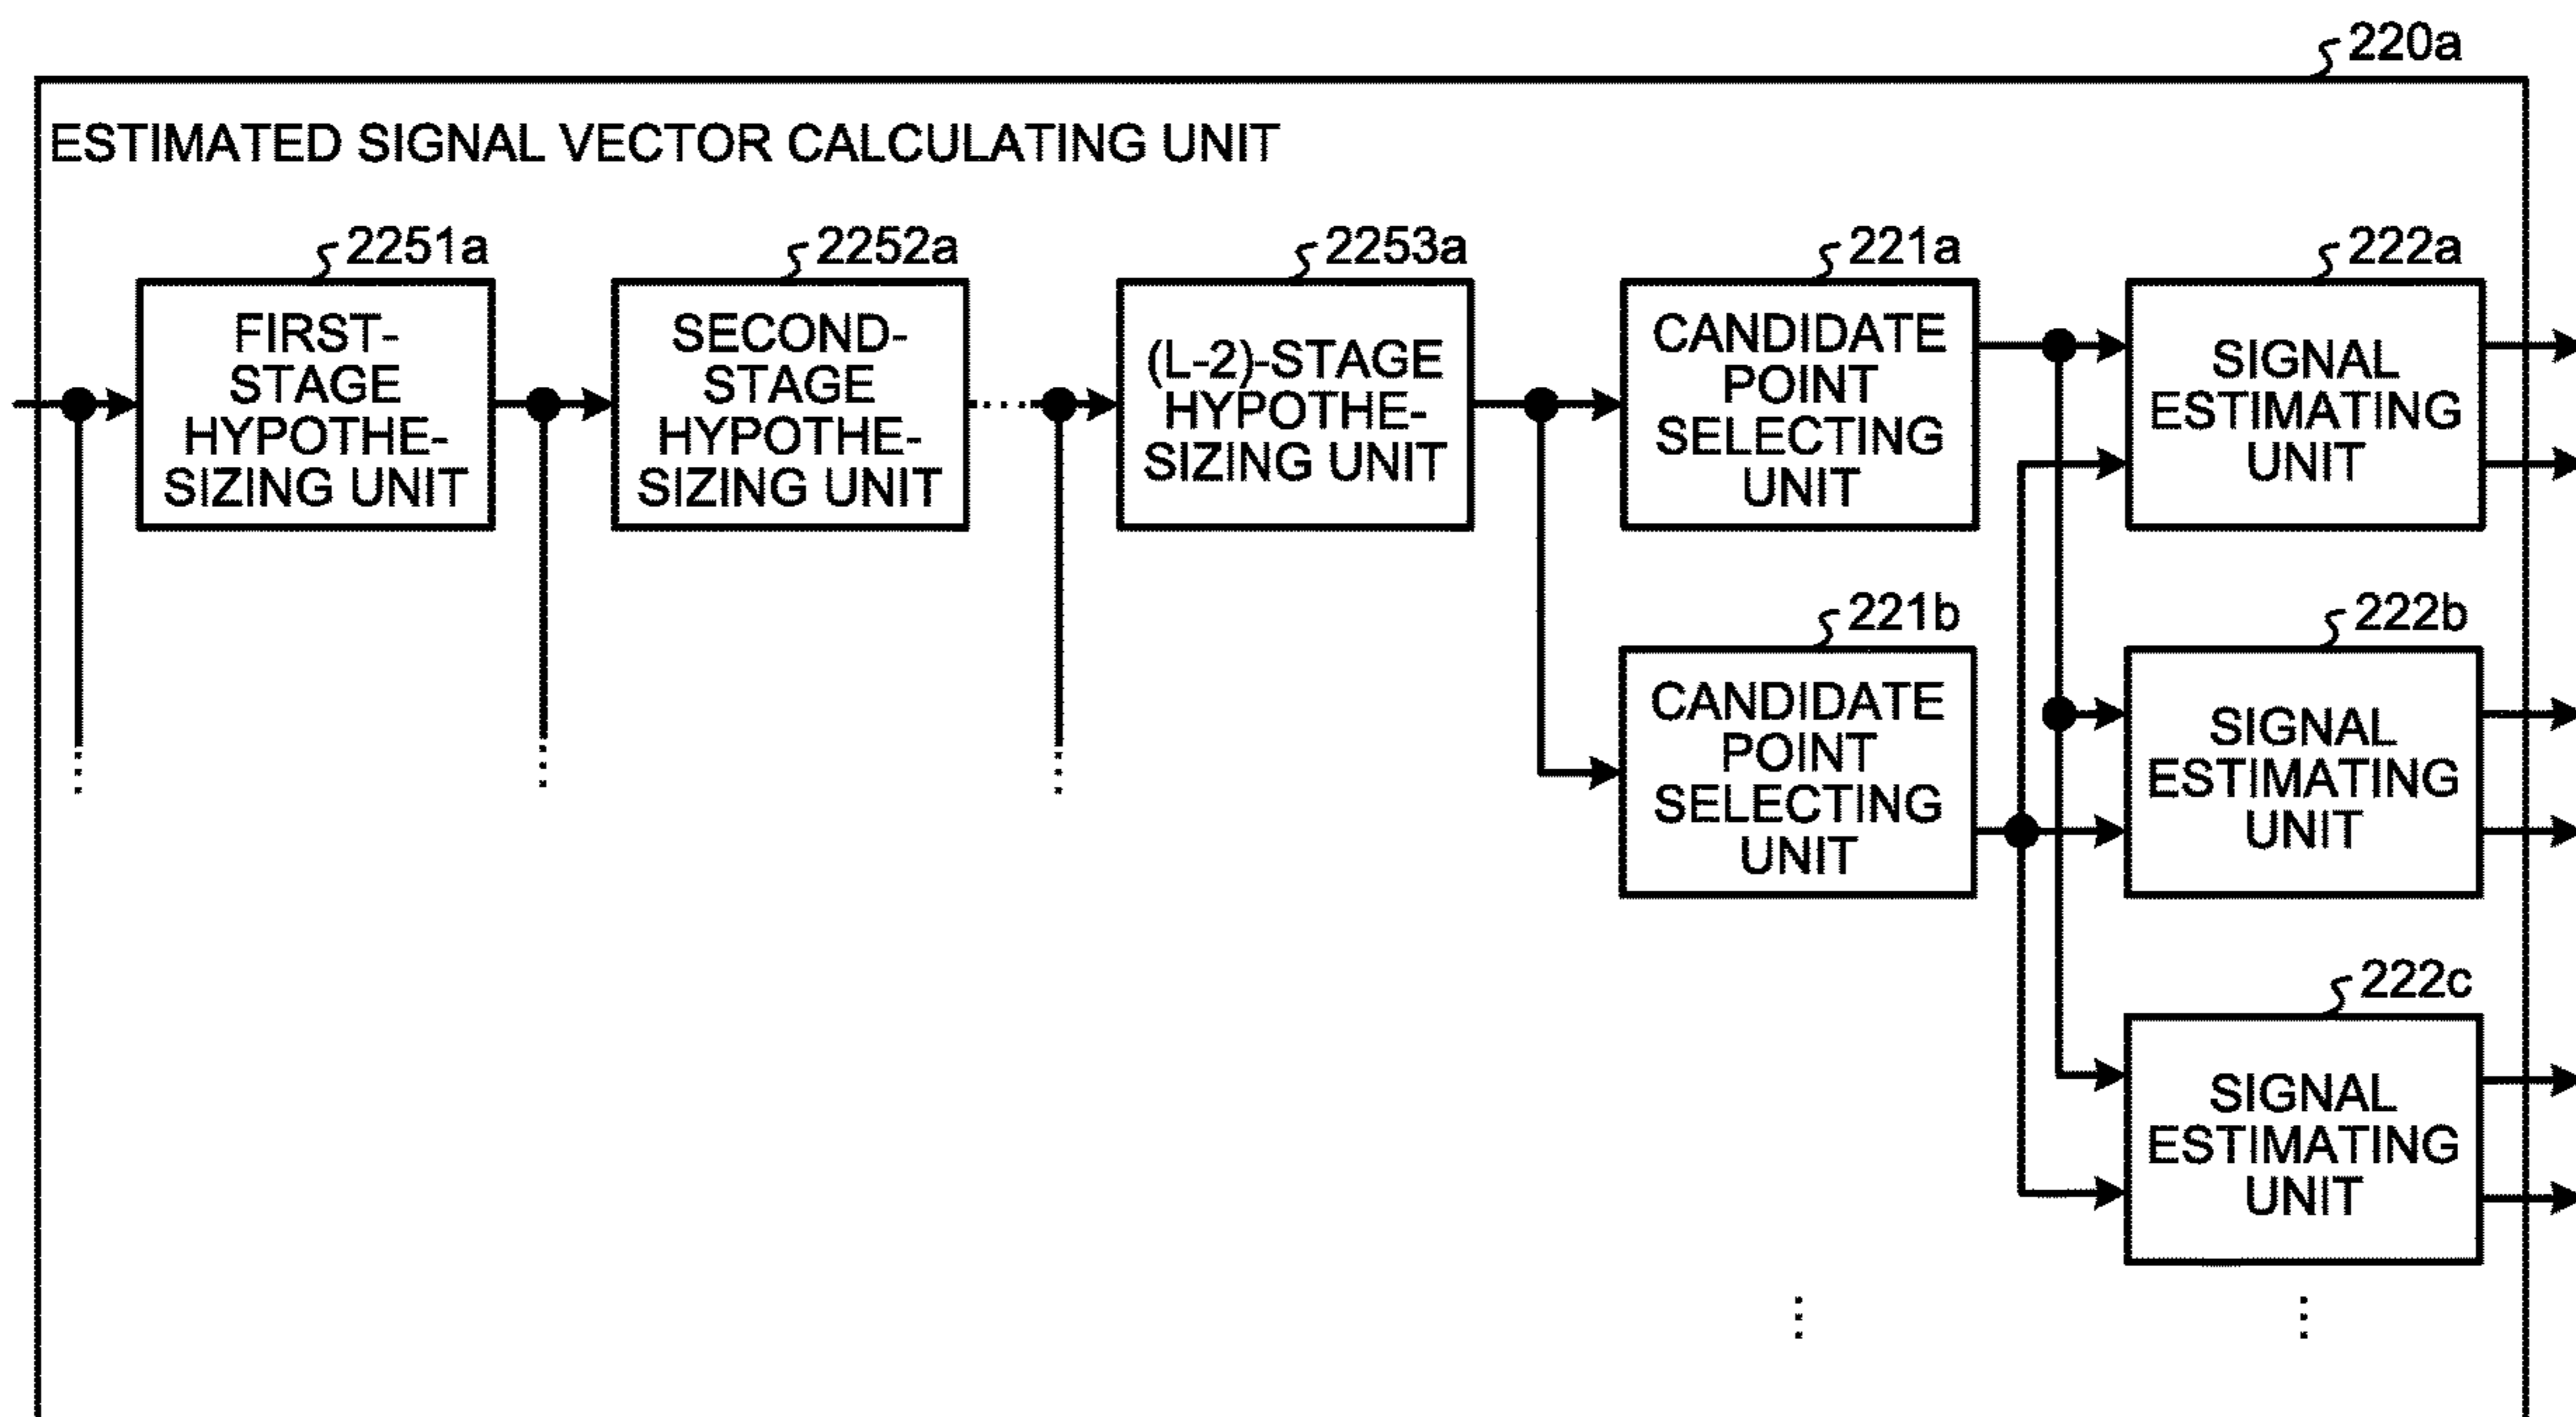 220a
ESTIMATED SIGNAL VECTOR CALCULATING UNIT
2251a
FIRST-
STAGE
HYPOTHE-
SIZING UNIT
2252a
SECOND-
STAGE
HYPOTHE-
SIZING UNIT
2253a
(L-2)-STAGE
HYPOTHE-
SIZING UNIT
221a
CANDIDATE
POINT
SELECTING
UNIT
222a
SIGNAL
ESTIMATING
UNIT
221b
CANDIDATE
POINT
SELECTING
UNIT
222b
SIGNAL
ESTIMATING
UNIT
222c
SIGNAL
ESTIMATING
UNIT